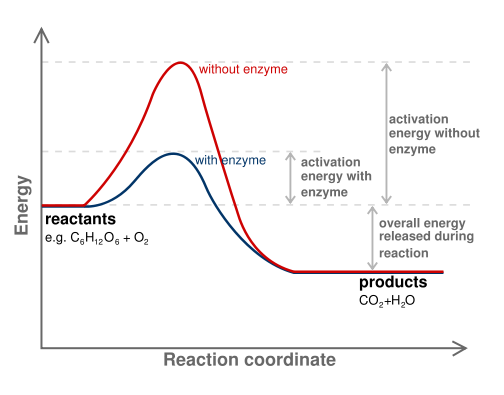 without enzyme
activation
energy without
enzyme
with enzyme
activation
energy with
enzyme
Energy
reactants
e.g. C₆H₁₂O₆ + O₂
overall energy
released during
reaction
products
CO₂+H₂O
Reaction coordinate